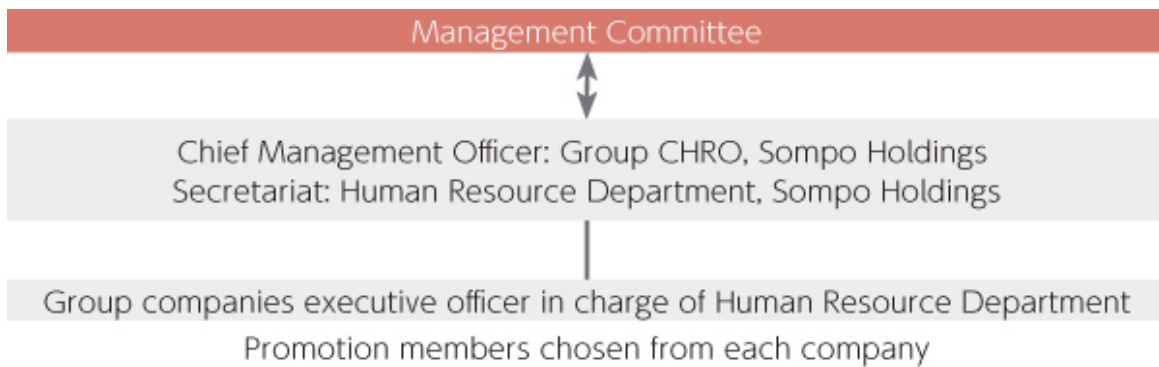 Management Committee
Chief Management Officer: Group CHRO, Sompo Holdings
Secretariat: Human Resource Department, Sompo Holdings
Group companies executive officer in charge of Human Resource Department
Promotion members chosen from each company